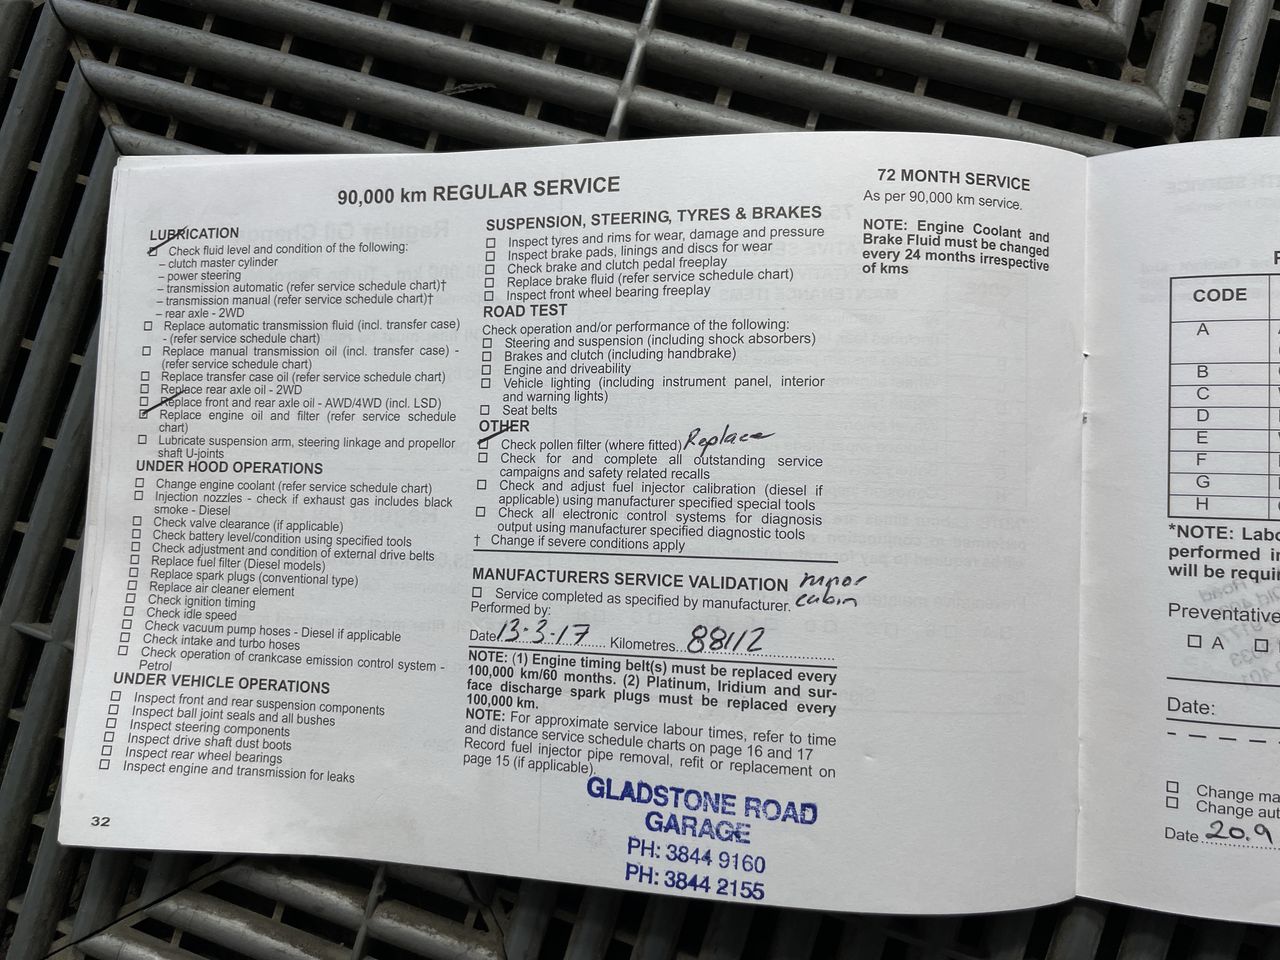 90,000 km REGULAR SERVICE
LUBRICATION
Check fluid level and condition of the following:
– clutch master cylinder
– power steering
– transmission automatic (refer service schedule chart)†
– transmission manual (refer service schedule chart)†
– rear axle - 2WD
Replace automatic transmission fluid (incl. transfer case)
- (refer service schedule chart)
Replace manual transmission oil (incl. transfer case) -
(refer service schedule chart)
Replace transfer case oil (refer service schedule chart)
Replace rear axle oil - 2WD
Replace front and rear axle oil - AWD/4WD (incl. LSD)
Replace engine oil and filter (refer service schedule
chart)
Lubricate suspension arm, steering linkage and propellor
shaft U-joints
UNDER HOOD OPERATIONS
Change engine coolant (refer service schedule chart)
Injection nozzles - check if exhaust gas includes black
smoke - Diesel
Check valve clearance (if applicable)
Check battery level/condition using specified tools
Check adjustment and condition of external drive belts
Replace fuel filter (Diesel models)
Replace spark plugs (conventional type)
Replace air cleaner element
Check ignition timing
Check idle speed
Check vacuum pump hoses - Diesel if applicable
Check intake and turbo hoses
Check operation of crankcase emission control system -
Petrol
UNDER VEHICLE OPERATIONS
Inspect front and rear suspension components
Inspect ball joint seals and all bushes
Inspect steering components
Inspect drive shaft dust boots
Inspect rear wheel bearings
Inspect engine and transmission for leaks
32
SUSPENSION, STEERING, TYRES & BRAKES
Inspect tyres and rims for wear, damage and pressure
Inspect brake pads, linings and discs for wear
Check brake and clutch pedal freeplay
Replace brake fluid (refer service schedule chart)
Inspect front wheel bearing freeplay
ROAD TEST
Check operation and/or performance of the following:
Steering and suspension (including shock absorbers)
Brakes and clutch (including handbrake)
Engine and driveability
Vehicle lighting (including instrument panel, interior
and warning lights)
Seat belts
OTHER
Check pollen filter (where fitted) Replace
Check for and complete all outstanding service
campaigns and safety related recalls
Check and adjust fuel injector calibration (diesel if
applicable) using manufacturer specified special tools
Check all electronic control systems for diagnosis
output using manufacturer specified diagnostic tools
† Change if severe conditions apply
MANUFACTURERS SERVICE VALIDATION
Service completed as specified by manufacturer. cabin
Performed by:
Date 13-3-17 Kilometres 88112
NOTE: (1) Engine timing belt(s) must be replaced every
100,000 km/60 months. (2) Platinum, Iridium and sur-
face discharge spark plugs must be replaced every
100,000 km.
NOTE: For approximate service labour times, refer to time
and distance service schedule charts on page 16 and 17
Record fuel injector pipe removal, refit or replacement on
page 15 (if applicable).
GLADSTONE ROAD
GARAGE
PH: 3844 9160
PH: 3844 2155
72 MONTH SERVICE
As per 90,000 km service.
NOTE: Engine Coolant and
Brake Fluid must be changed
every 24 months irrespective
of kms
CODE
A
B
C
D
E
F
G
H
*NOTE: Labo
performed in
will be requir
Preventative
A
Date:
Change ma
Change aut
Date 20.9